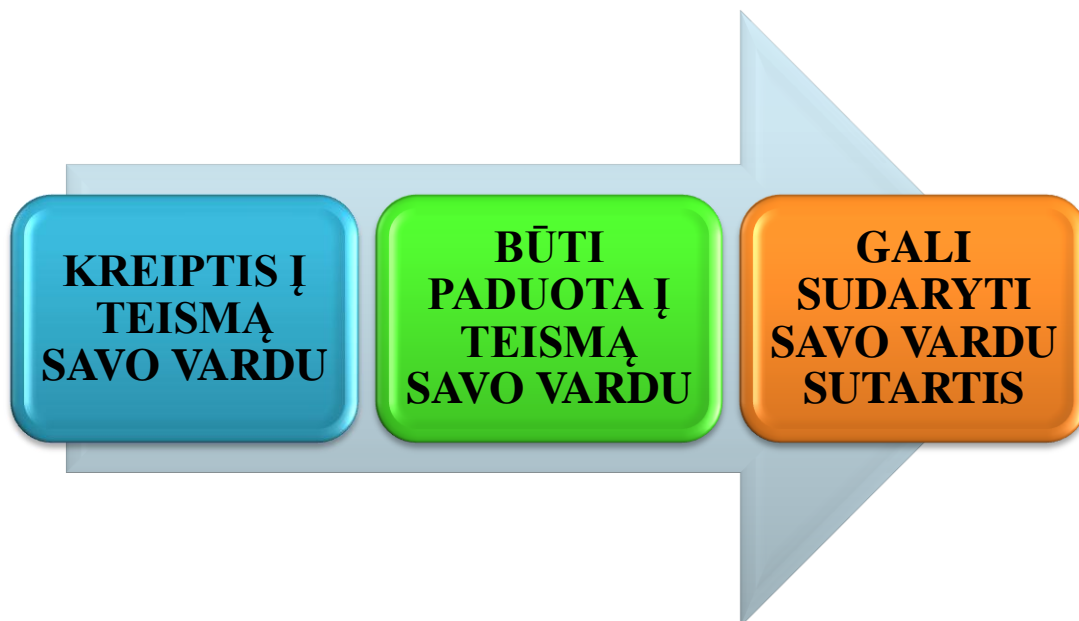 KREIPTIS Į
TEISMĄ
SAVO VARDU
BŪTI
PADUOTA Į
TEISMĄ
SAVO VARDU
GALI
SUDARYTI
SAVO VARDU
SUTARTIS